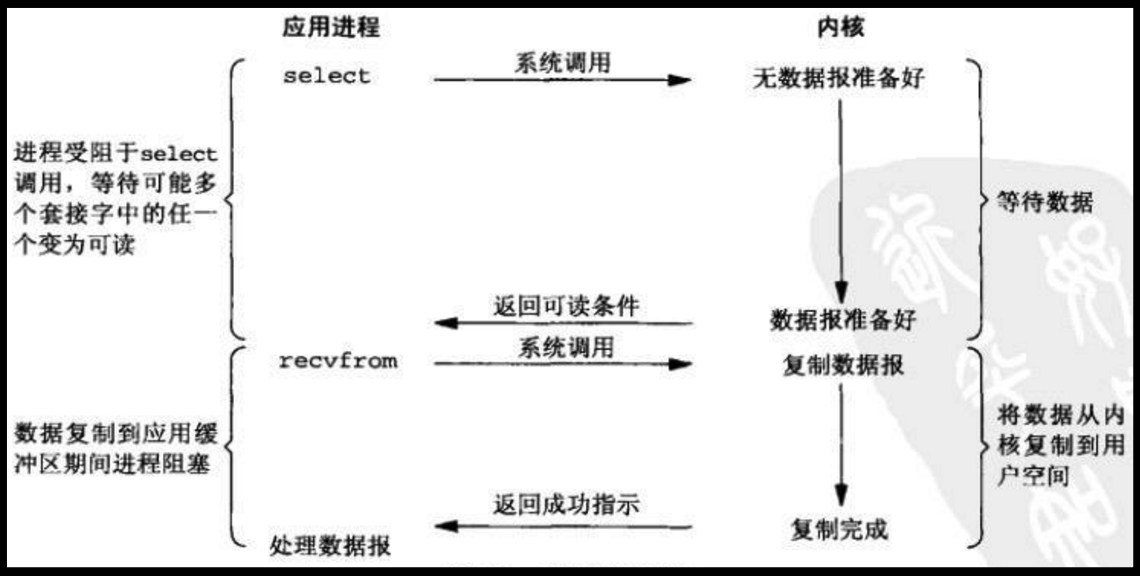 应用进程
内核
select
系统调用
无数据报准备好
进程受阻于select
调用，等待可能多
个套接字中的任一
个变为可读
等待数据
返回可读条件
数据报准备好
系统调用
recvfrom
复制数据报
数据复制到应用缓
冲区期间进程阻塞
将数据从内
核复制到用
户空间
返回成功指示
复制完成
处理数据报